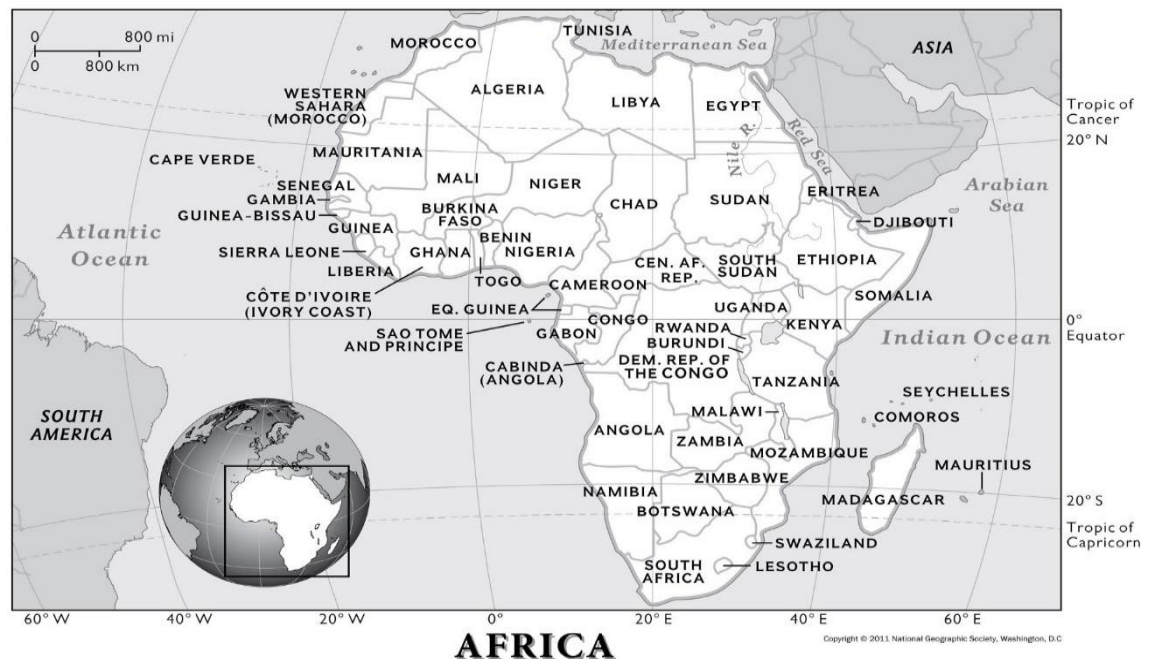 0 800 mi
0 800 km
TUNISIA
MOROCCO
Mediterranean Sea
ASIA
ALGERIA
LIBYA
EGYPT
WESTERN
SAHARA
(MOROCCO)
Tropic of
Cancer
20° N
Nile R.
Red Sea
MAURITANIA
CAPE VERDE
MALI
NIGER
CHAD
SUDAN
ERITREA
Arabian
Sea
SENEGAL
GAMBIA
GUINEA-BISSAU
BURKINA
FASO
DJIBOUTI
Atlantic
Ocean
GUINEA
BENIN
NIGERIA
SIERRA LEONE
GHANA
LIBERIA
TOGO
CEN. AF.
REP.
SOUTH
SUDAN
ETHIOPIA
CÔTE D'IVOIRE
(IVORY COAST)
CAMEROON
SOMALIA
EQ. GUINEA
UGANDA
SAO TOME
AND PRINCIPE
GABON
CONGO
KENYA
0°
Equator
Indian Ocean
RWANDA
BURUNDI
DEM. REP. OF
THE CONGO
CABINDA
(ANGOLA)
TANZANIA
SEYCHELLES
COMOROS
SOUTH
AMERICA
MALAWI
ANGOLA
ZAMBIA
MOZAMBIQUE
MAURITIUS
ZIMBABWE
NAMIBIA
MADAGASCAR
BOTSWANA
20° S
Tropic of
Capricorn
SWAZILAND
SOUTH
AFRICA
LESOTHO
60° W 40° W 20° W 0° 20° E 40° E 60° E
AFRICA
Copyright © 2011 National Geographic Society, Washington, D.C